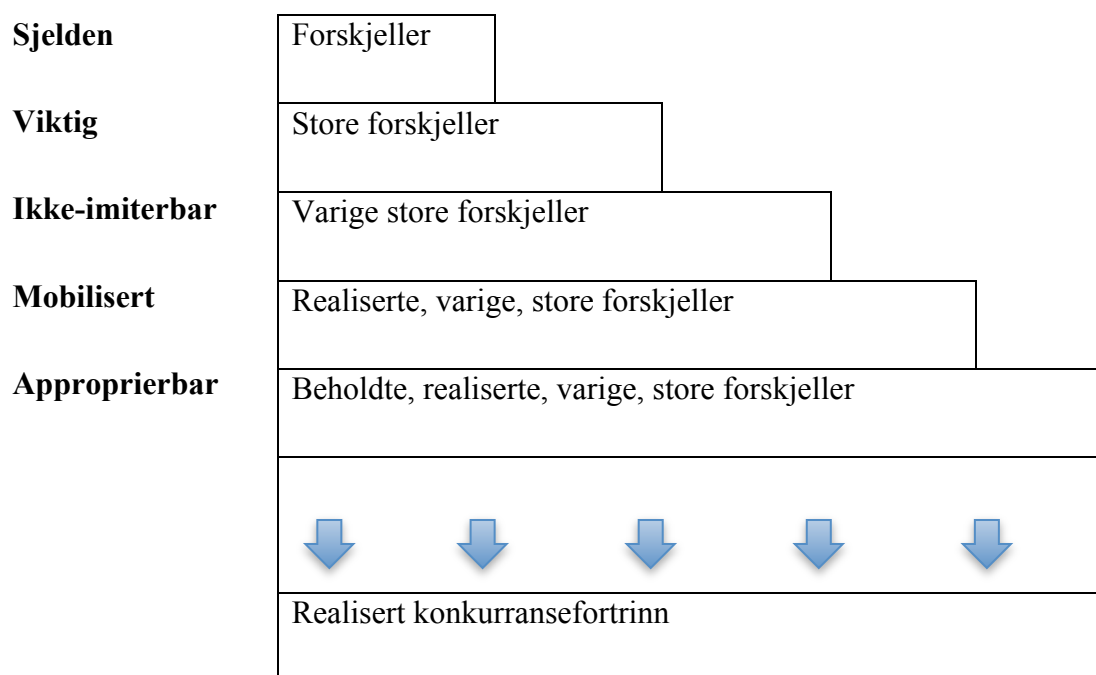 Sjelden
Forskjeller
Viktig
Store forskjeller
Ikke-imiterbar
Varige store forskjeller
Mobilisert
Realiserte, varige, store forskjeller
Approprierbar
Beholdte, realiserte, varige, store forskjeller
Realisert konkurransefortrinn